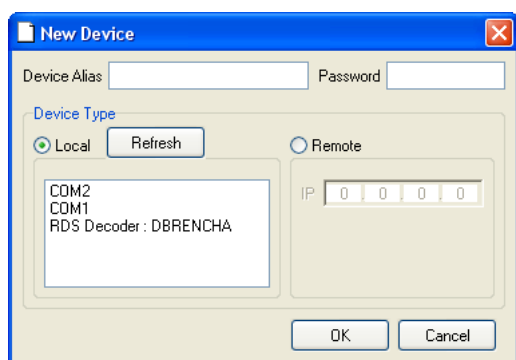 New Device
Device Alias
Password
Device Type
Local
Refresh
Remote
COM2
COM1
RDS Decoder : DBRENCHA
IP 0 . 0 . 0 . 0
OK
Cancel